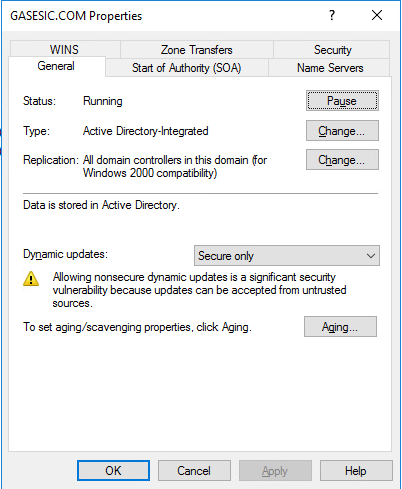 GASESIC.COM Properties
WINS
Zone Transfers
Security
General
Start of Authority (SOA)
Name Servers
Status:
Running
Pause
Type:
Active Directory-Integrated
Change...
Replication:
All domain controllers in this domain (for
Windows 2000 compatibility)
Change...
Data is stored in Active Directory.
Dynamic updates:
Secure only
Allowing nonsecure dynamic updates is a significant security
vulnerability because updates can be accepted from untrusted
sources.
To set aging/scavenging properties, click Aging.
Aging...
OK
Cancel
Apply
Help